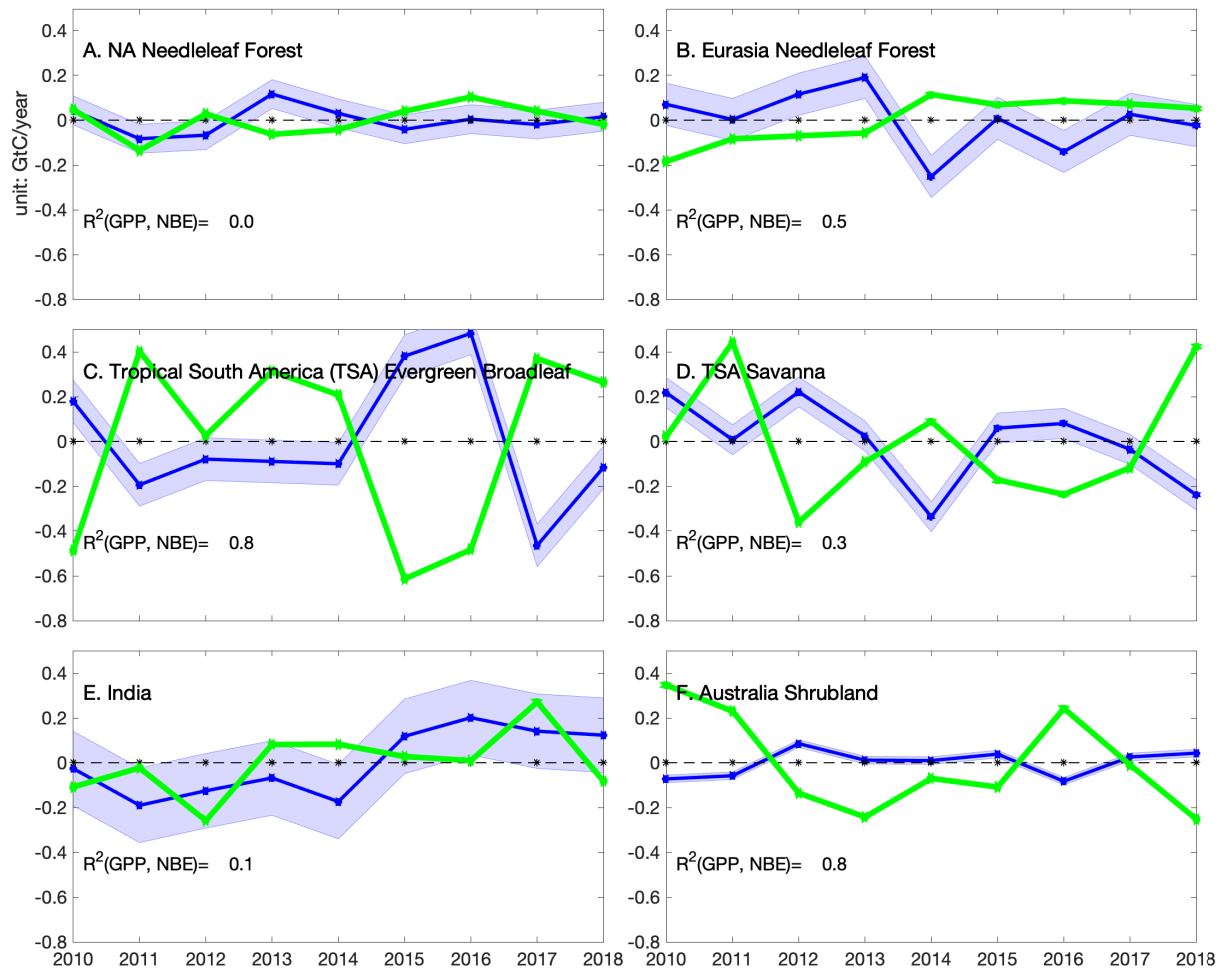 0.4
A. NA Needleleaf Forest
0.2
0
-0.2
-0.4
R2(GPP, NBE)= 0.0
-0.6
-0.8
unit: GtC/year
0.4
B. Eurasia Needleleaf Forest
0.2
0
-0.2
-0.4
R2(GPP, NBE)= 0.5
-0.6
-0.8
0.4
C. Tropical South America (TSA) Evergreen Broadleaf
0.2
0
-0.2
-0.4
R2(GPP, NBE)= 0.8
-0.6
-0.8
0.4
D. TSA Savanna
0.2
0
-0.2
-0.4
R2(GPP, NBE)= 0.3
-0.6
-0.8
0.4
E. India
0.2
0
-0.2
-0.4
R2(GPP, NBE)= 0.1
-0.6
-0.8
2010 2011 2012 2013 2014 2015 2016 2017 2018
0.4
F. Australia Shrubland
0.2
0
-0.2
-0.4
R2(GPP, NBE)= 0.8
-0.6
-0.8
2010 2011 2012 2013 2014 2015 2016 2017 2018